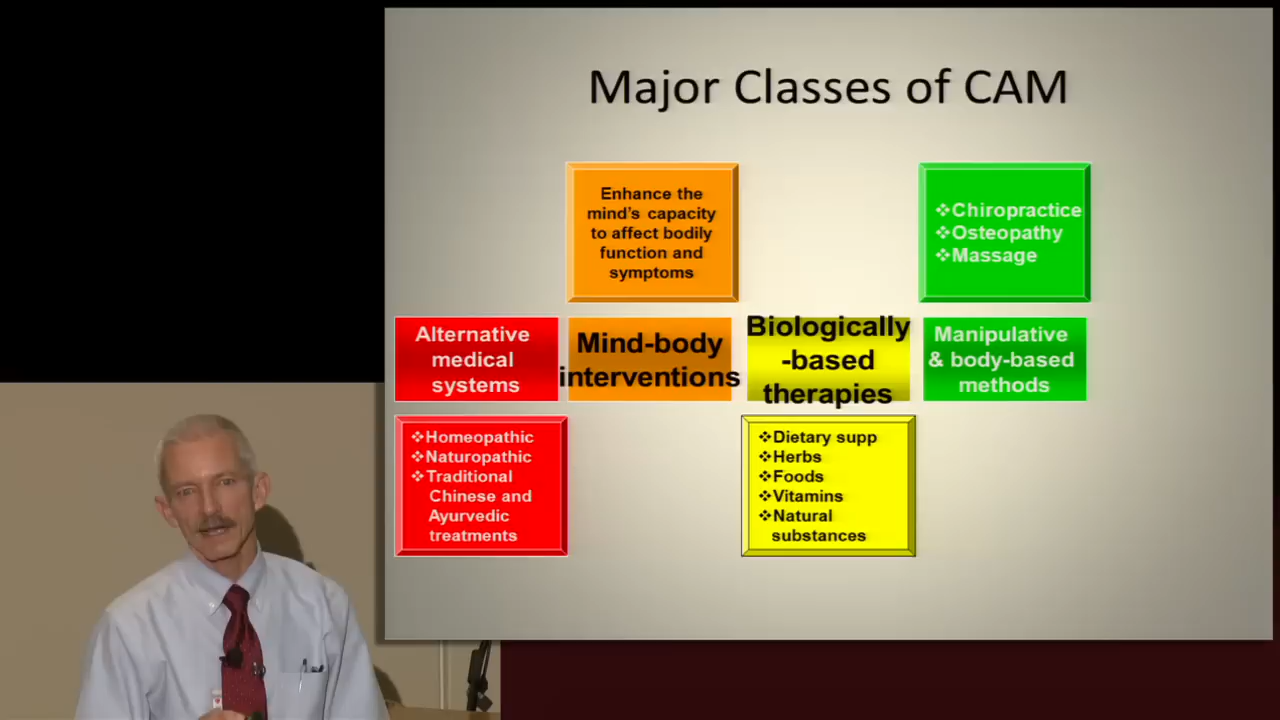 Major Classes of CAM
Enhance the
mind's capacity
to affect bodily
function and
symptoms
❖Chiropractice
❖Osteopathy
❖Massage
Alternative
medical
systems
Mind-body
interventions
Biologically
-based
therapies
Manipulative
& body-based
methods
❖Homeopathic
❖Naturopathic
❖Traditional
Chinese and
Ayurvedic
treatments
❖Dietary supp
❖Herbs
❖Foods
❖Vitamins
❖Natural
substances